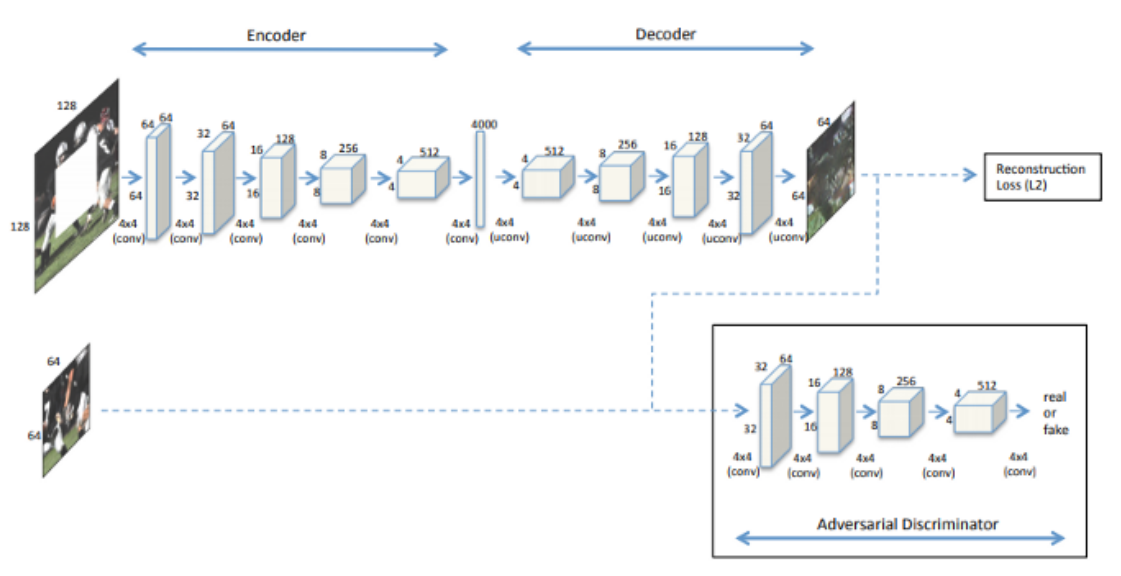 Encoder
Decoder
128
128
64 64
64
32 64
32
16 128
16
8 256
8
4 512
4
4000
4 512
4
8 256
8
16 128
16
32 64
32
64
64
4x4 (conv)
4x4 (conv)
4x4 (conv)
4x4 (conv)
4x4 (conv)
4x4 (conv)
4x4 (uconv)
4x4 (uconv)
4x4 (uconv)
4x4 (uconv)
4x4 (uconv)
Reconstruction
Loss (L2)
64
64
32 64
32
16 128
16
8 256
8
4 512
4
real
or
fake
4x4 (conv)
4x4 (conv)
4x4 (conv)
4x4 (conv)
4x4 (conv)
Adversarial Discriminator